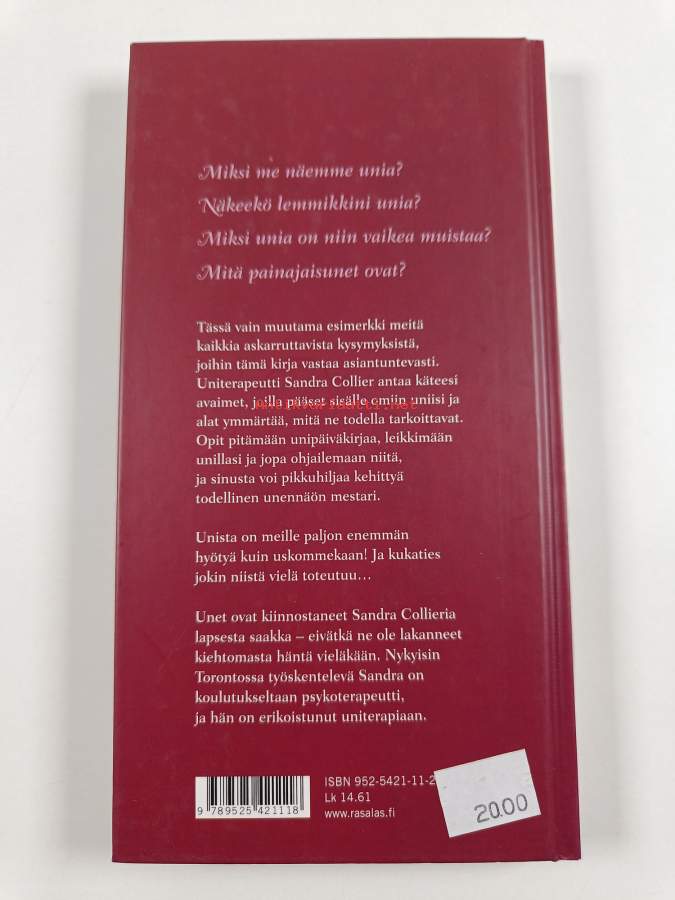 Miksi me näemme unia?
Näkeekö lemmikkini unia?
Miksi unia on niin vaikea muistaa?
Mitä painajaisunet ovat?
Tässä vain muutama esimerkki meitä
kaikkia askarruttavista kysymyksistä,
joihin tämä kirja vastaa asiantuntevasti.
Uniterapeutti Sandra Collier antaa käteesi
avaimet, joilla pääset sisälle omiin uniisi ja
alat ymmärtää, mitä ne todella tarkoittavat.
Opit pitämään unipäiväkirjaa, leikkimään
unillasi ja jopa ohjailemaan niitä,
ja sinusta voi pikkuhiljaa kehittyä
todellinen unennäön mestari.
Unista on meille paljon enemmän
hyötyä kuin uskommekaan! Ja kukaties
jokin niistä vielä toteutuu...
Unet ovat kiinnostaneet Sandra Collieria
lapsesta saakka – eivätkä ne ole lakanneet
kiehtomasta häntä vieläkään. Nykyisin
Torontossa työskentelevä Sandra on
koulutukseltaan psykoterapeutti,
ja hän on erikoistunut uniterapiaan.
ISBN 952-5421-11-2
Lk 14.61
www.rasalas.fi
9 789525 421118
20.00